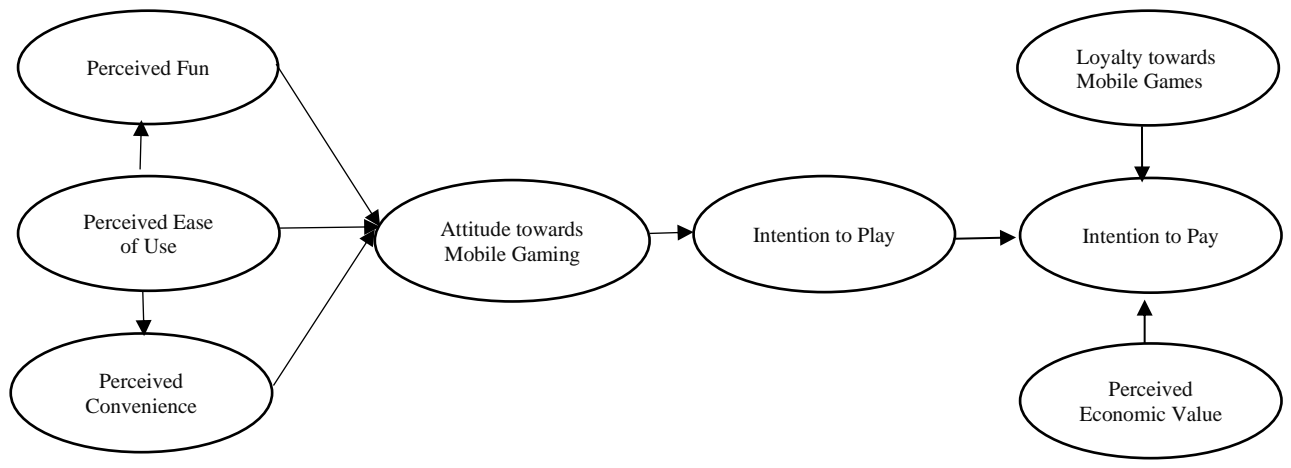 Perceived Fun
Loyalty towards
Mobile Games
Perceived Ease
of Use
Attitude towards
Mobile Gaming
Intention to Play
Intention to Pay
Perceived
Convenience
Perceived
Economic Value